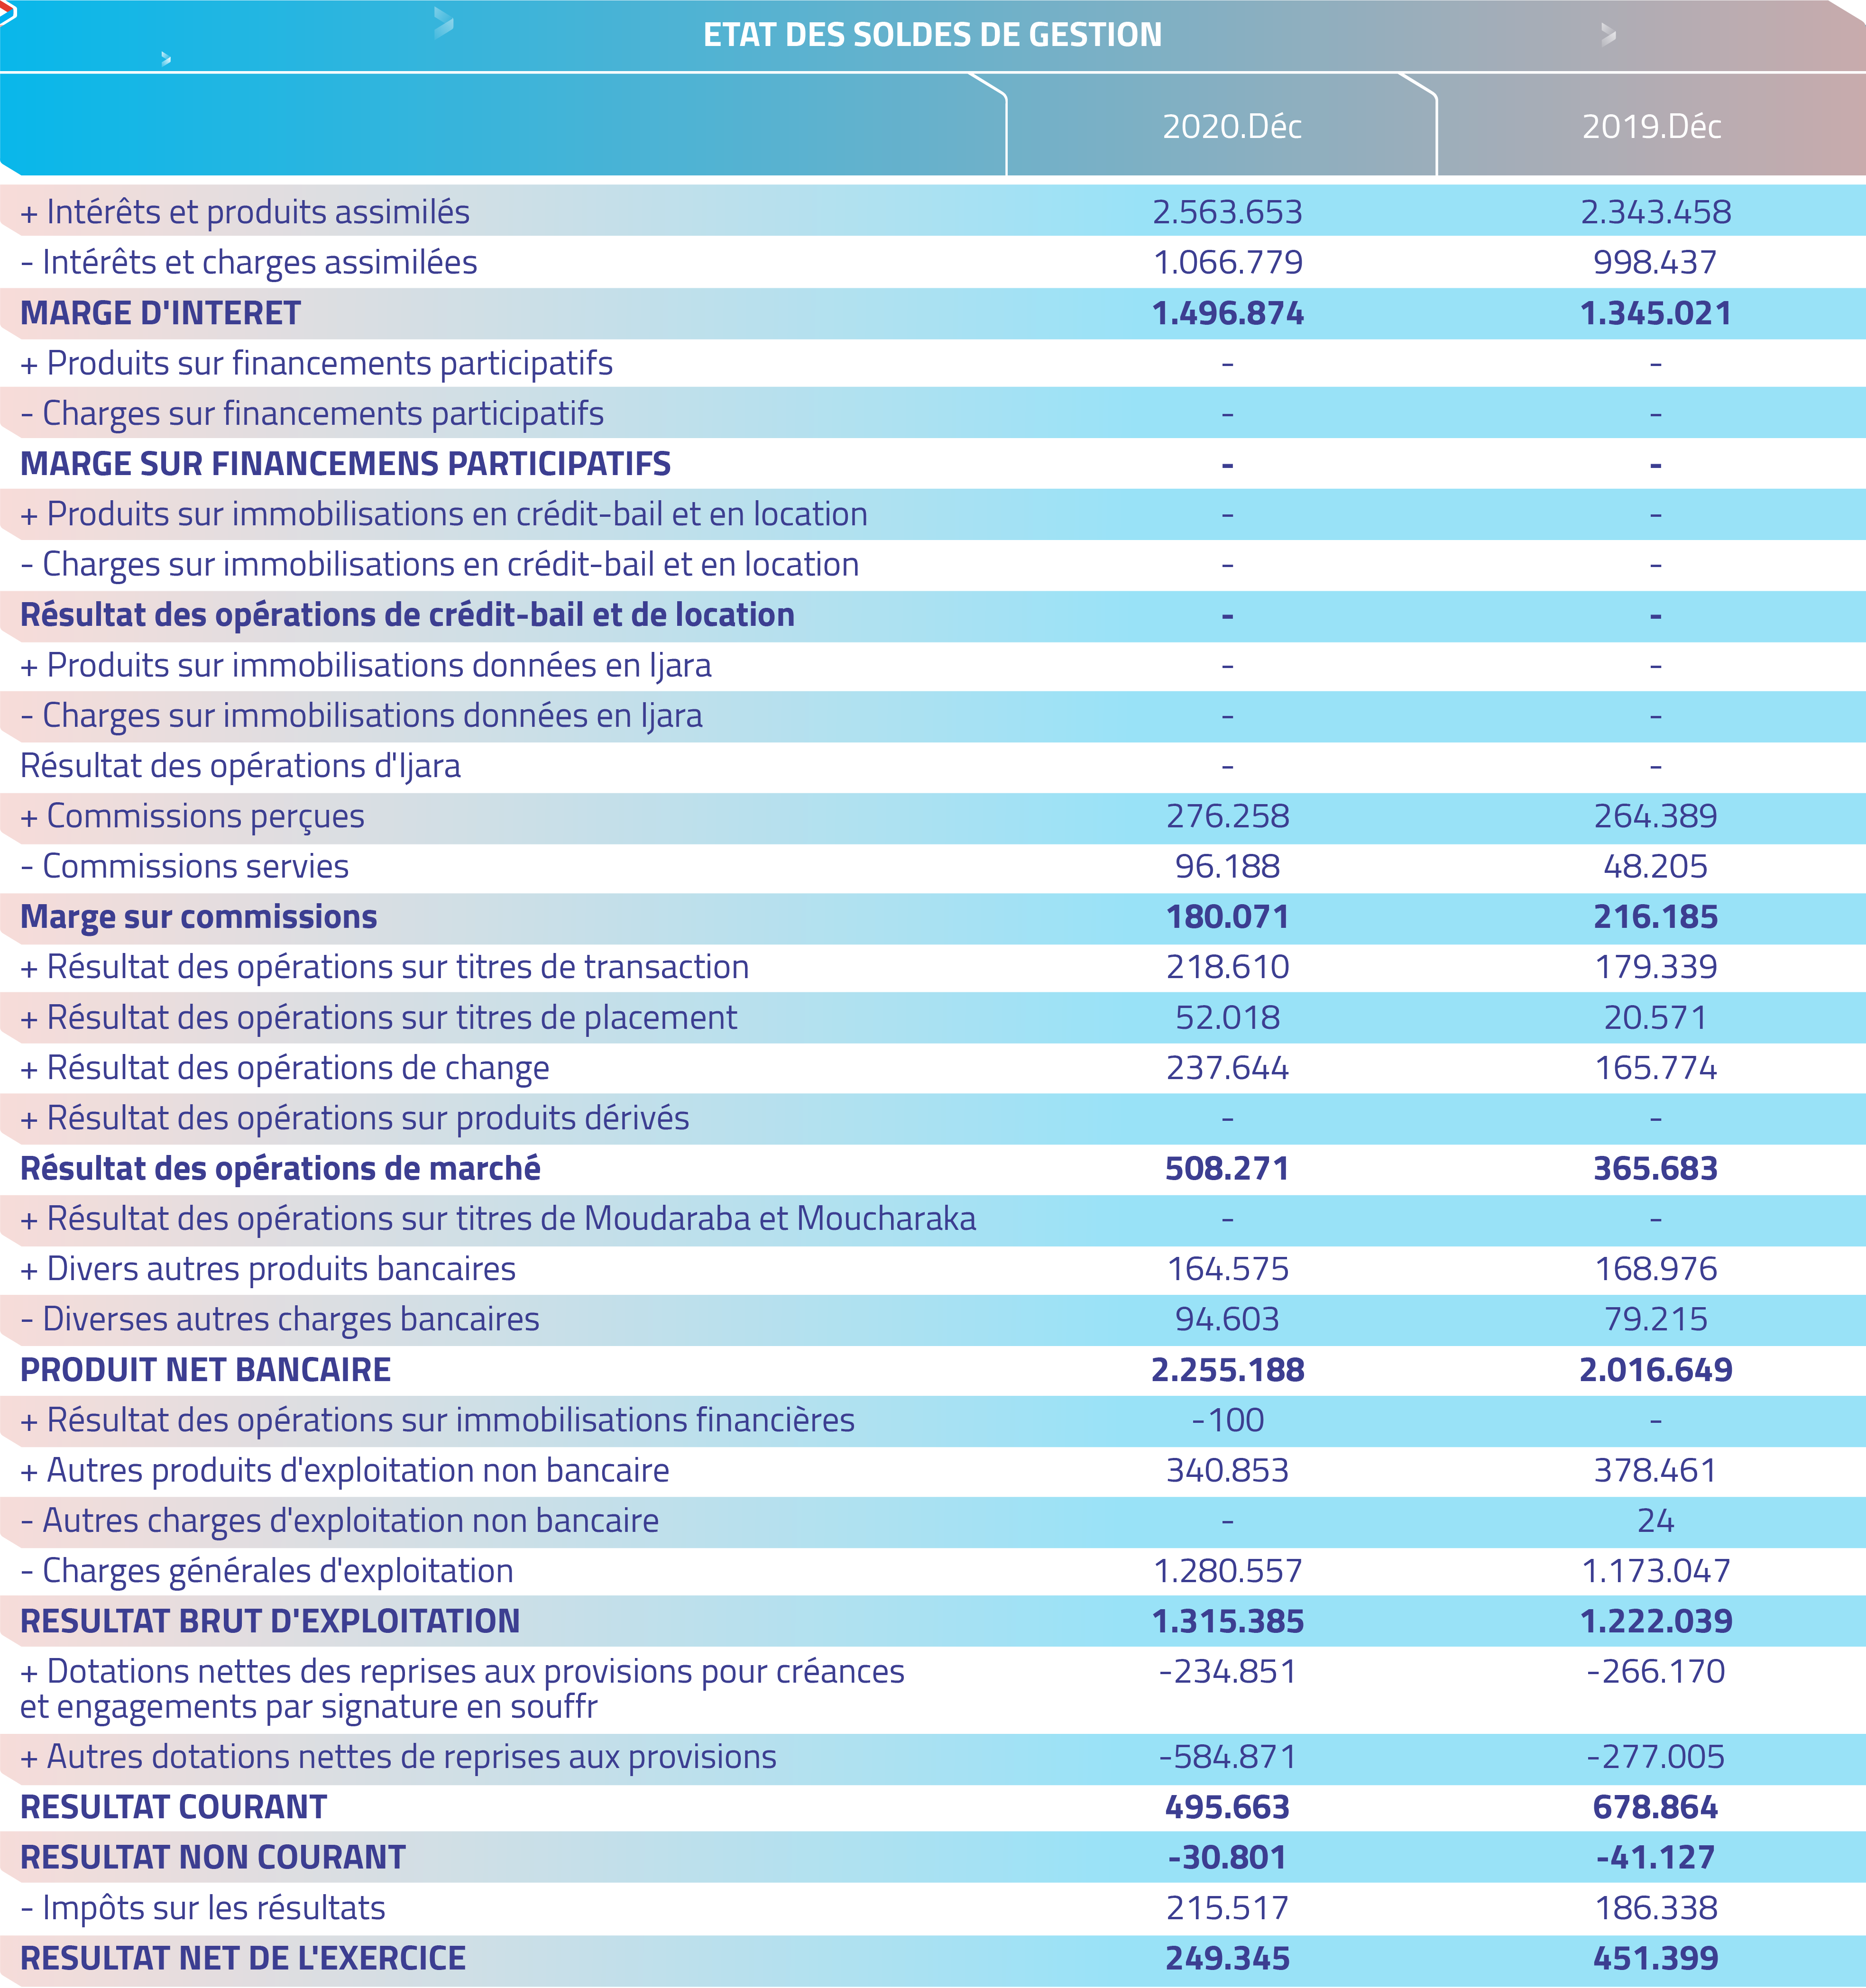 ETAT DES SOLDES DE GESTION
2020.Déc 2019.Déc
+ Intérêts et produits assimilés 2.563.653 2.343.458
- Intérêts et charges assimilées 1.066.779 998.437
MARGE D'INTERET 1.496.874 1.345.021
+ Produits sur financements participatifs - -
- Charges sur financements participatifs - -
MARGE SUR FINANCEMENS PARTICIPATIFS - -
+ Produits sur immobilisations en crédit-bail et en location - -
- Charges sur immobilisations en crédit-bail et en location - -
Résultat des opérations de crédit-bail et de location - -
+ Produits sur immobilisations données en Ijara - -
- Charges sur immobilisations données en Ijara - -
Résultat des opérations d'Ijara - -
+ Commissions perçues 276.258 264.389
- Commissions servies 96.188 48.205
Marge sur commissions 180.071 216.185
+ Résultat des opérations sur titres de transaction 218.610 179.339
+ Résultat des opérations sur titres de placement 52.018 20.571
+ Résultat des opérations de change 237.644 165.774
+ Résultat des opérations sur produits dérivés - -
Résultat des opérations de marché 508.271 365.683
+ Résultat des opérations sur titres de Moudaraba et Moucharaka - -
+ Divers autres produits bancaires 164.575 168.976
- Diverses autres charges bancaires 94.603 79.215
PRODUIT NET BANCAIRE 2.255.188 2.016.649
+ Résultat des opérations sur immobilisations financières -100 -
+ Autres produits d'exploitation non bancaire 340.853 378.461
- Autres charges d'exploitation non bancaire - 24
- Charges générales d'exploitation 1.280.557 1.173.047
RESULTAT BRUT D'EXPLOITATION 1.315.385 1.222.039
+ Dotations nettes des reprises aux provisions pour créances -234.851 -266.170
et engagements par signature en souffr
+ Autres dotations nettes de reprises aux provisions -584.871 -277.005
RESULTAT COURANT 495.663 678.864
RESULTAT NON COURANT -30.801 -41.127
- Impôts sur les résultats 215.517 186.338
RESULTAT NET DE L'EXERCICE 249.345 451.399